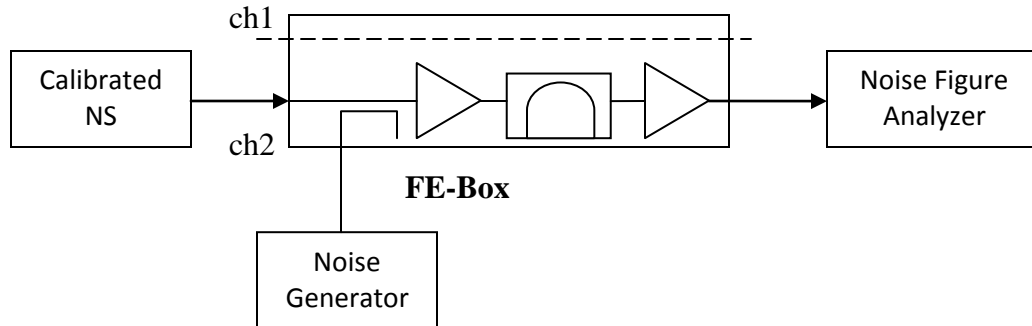 ch1
Calibrated
NS
Noise Figure
Analyzer
ch2
FE-Box
Noise
Generator